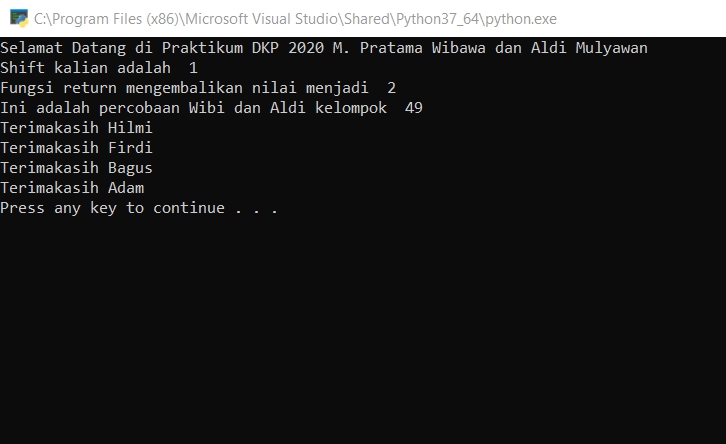 C:\Program Files (x86)\Microsoft Visual Studio\Shared\Python37_64\python.exe
Selamat Datang di Praktikum DKP 2020 M. Pratama Wibawa dan Aldi Mulyawan
Shift kalian adalah  1
Fungsi return mengembalikan nilai menjadi  2
Ini adalah percobaan Wibi dan Aldi kelompok  49
Terimakasih Hilmi
Terimakasih Firdi
Terimakasih Bagus
Terimakasih Adam
Press any key to continue . . .